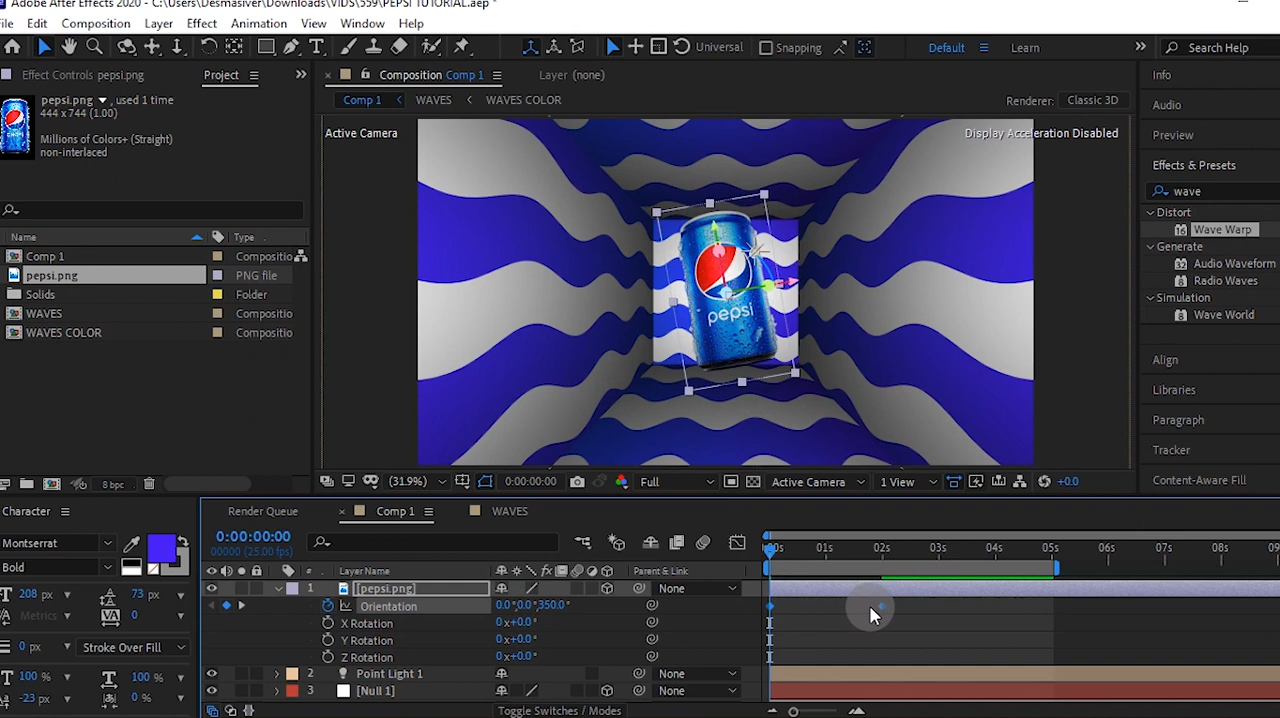 Adobe After Effects 2020 - C:\Users\Desmasiver\Downloads\VIDS\559\PEPSI TUTORIAL.aep *
File Edit Composition Layer Effect Animation View Window Help
Universal Snapping Default Learn Search Help
Effect Controls pepsi.png Project
Composition Comp 1 Layer (none)
Info
pepsi.png, used 1 time
444 x 744 (1.00)
Comp 1 WAVES WAVES COLOR Renderer: Classic 3D
Audio
Millions of Colors+ (Straight)
non-interlaced
Active Camera Display Acceleration Disabled
Preview
Effects & Presets
wave
Distort
Wave Warp
Generate
Audio Waveform
Radio Waves
Simulation
Wave World
Name Type
Comp 1 Compositio
pepsi.png PNG file
Solids Folder
WAVES Compositio
WAVES COLOR Compositio
pepsi
pepsi
Align
Libraries
Paragraph
Tracker
Content-Aware Fill
8 bpc
(31.9%) 0:00:00:00 Full Active Camera 1 View +0.0
Character
Render Queue Comp 1 WAVES
Montserrat
Bold
0:00:00:00
00000 (25.00 fps)
:00s 01s 02s 03s 04s 05s 06s 07s 08s 09s
# Layer Name Parent & Link
1 [pepsi.png] None
Orientation 0.0°,0.0°,350.0°
X Rotation 0x+0.0°
Y Rotation 0x+0.0°
Z Rotation 0x+0.0°
2 Point Light 1 None
3 [Null 1] None
208 px 73 px
Metrics 0
0 px Stroke Over Fill
100 % 100 %
-23 px 0 %
Toggle Switches / Modes